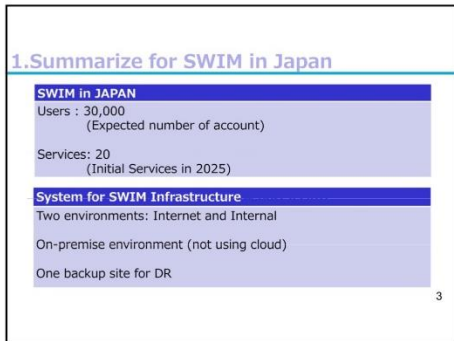 1.Summarize for SWIM in Japan
SWIM in JAPAN
Users : 30,000
(Expected number of account)
Services: 20
(Initial Services in 2025)
System for SWIM Infrastructure
Two environments: Internet and Internal
On-premise environment (not using cloud)
One backup site for DR
3